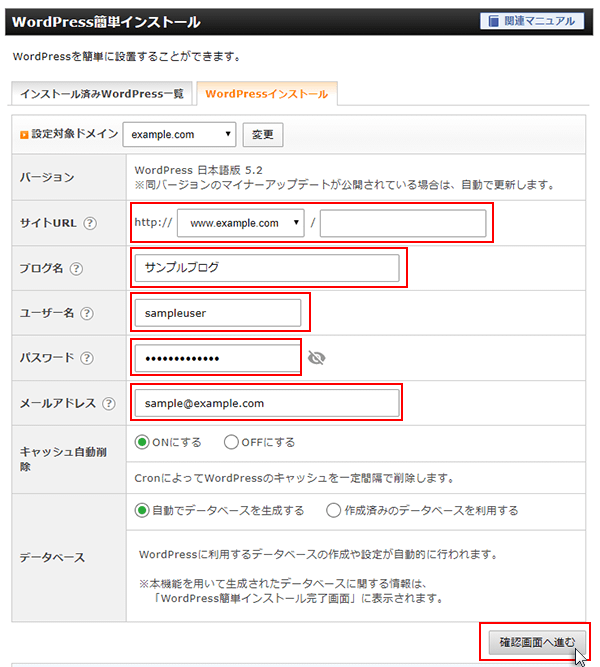 WordPress簡単インストール
関連マニュアル
WordPressを簡単に設置することができます。
インストール済みWordPress一覧
WordPressインストール
設定対象ドメイン example.com 変更
バージョン
WordPress 日本語版 5.2
※同バージョンのマイナーアップデートが公開されている場合は、自動で更新します。
サイトURL ? http:// www.example.com /
ブログ名 ? サンプルブログ
ユーザー名 ? sampleuser
パスワード ? •••••••••••••
メールアドレス ? sample@example.com
キャッシュ自動削
除
ONにする OFFにする
CronによってWordPressのキャッシュを一定間隔で削除します。
データベース
自動でデータベースを生成する 作成済みのデータベースを利用する
WordPressに利用するデータベースの作成や設定が自動的に行われます。
※本機能を用いて生成されたデータベースに関する情報は、
「WordPress簡単インストール完了画面」に表示されます。
確認画面へ進む